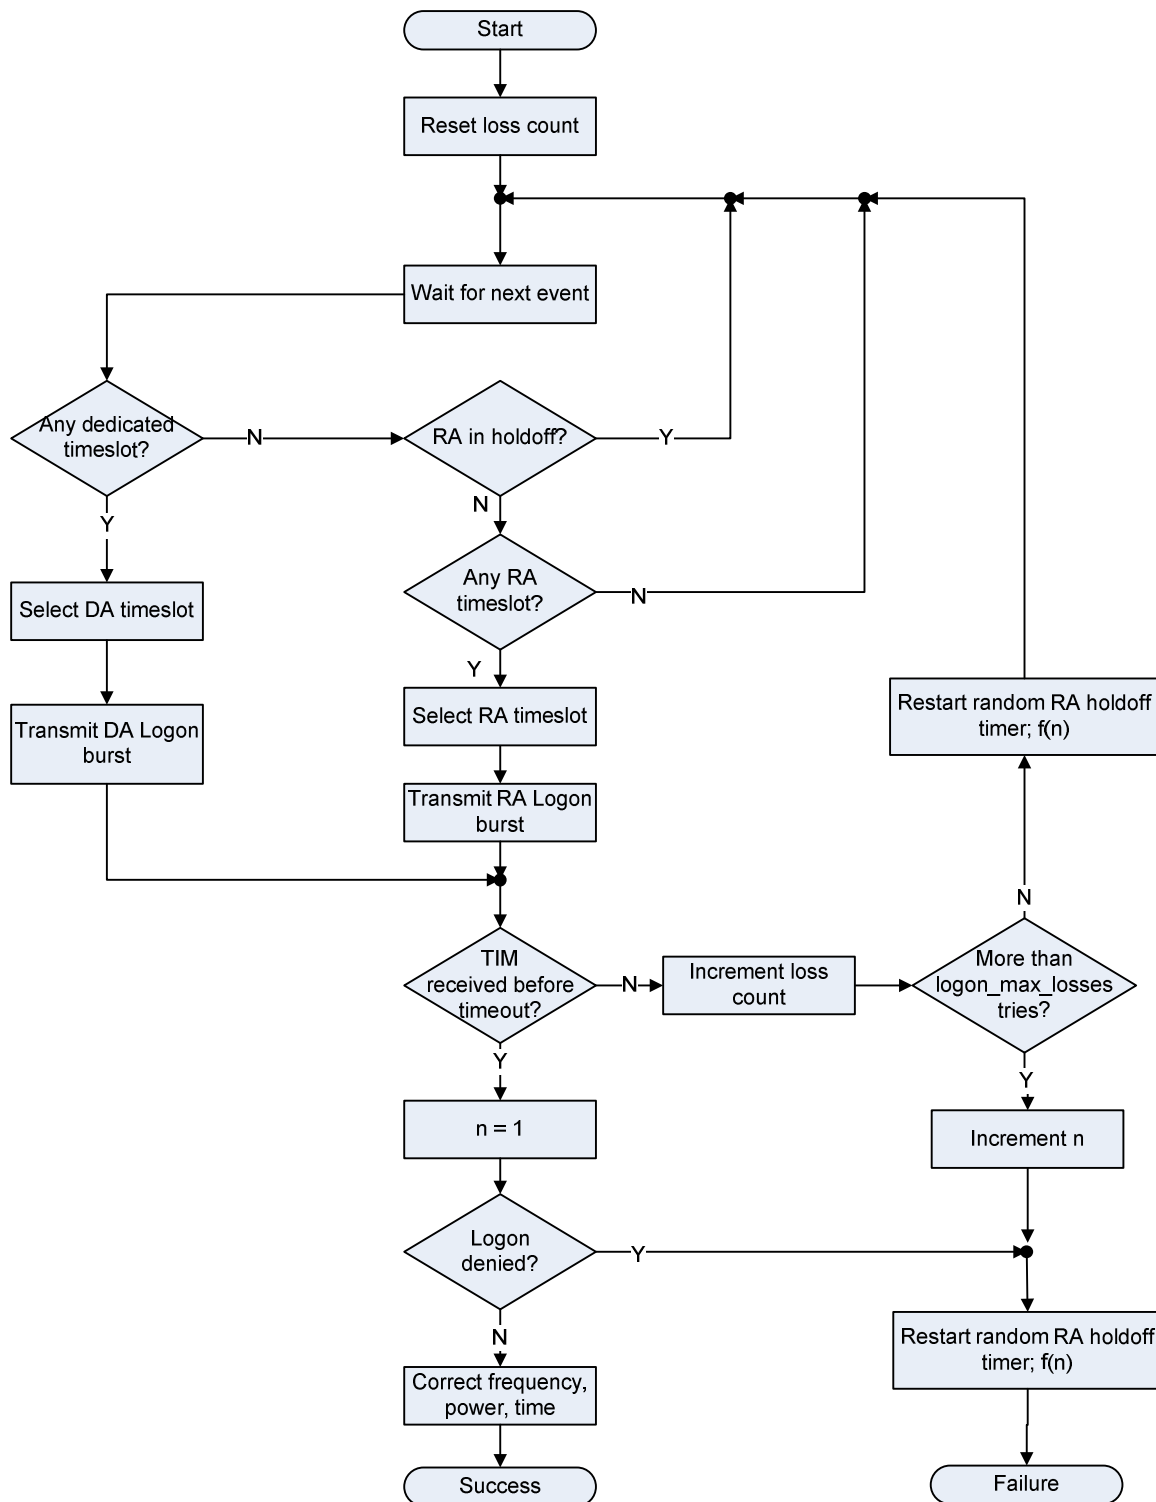 Start
Reset loss count
Wait for next event
Any dedicated
timeslot?
N
RA in holdoff?
Y
Y
N
Any RA
timeslot?
N
Select DA timeslot
Y
Select RA timeslot
Restart random RA holdoff
timer; f(n)
Transmit DA Logon
burst
Transmit RA Logon
burst
N
TIM
received before
timeout?
N
Increment loss
count
More than
logon_max_losses
tries?
Y
Y
n = 1
Increment n
Logon
denied?
Y
N
Restart random RA holdoff
timer; f(n)
Correct frequency,
power, time
Success
Failure